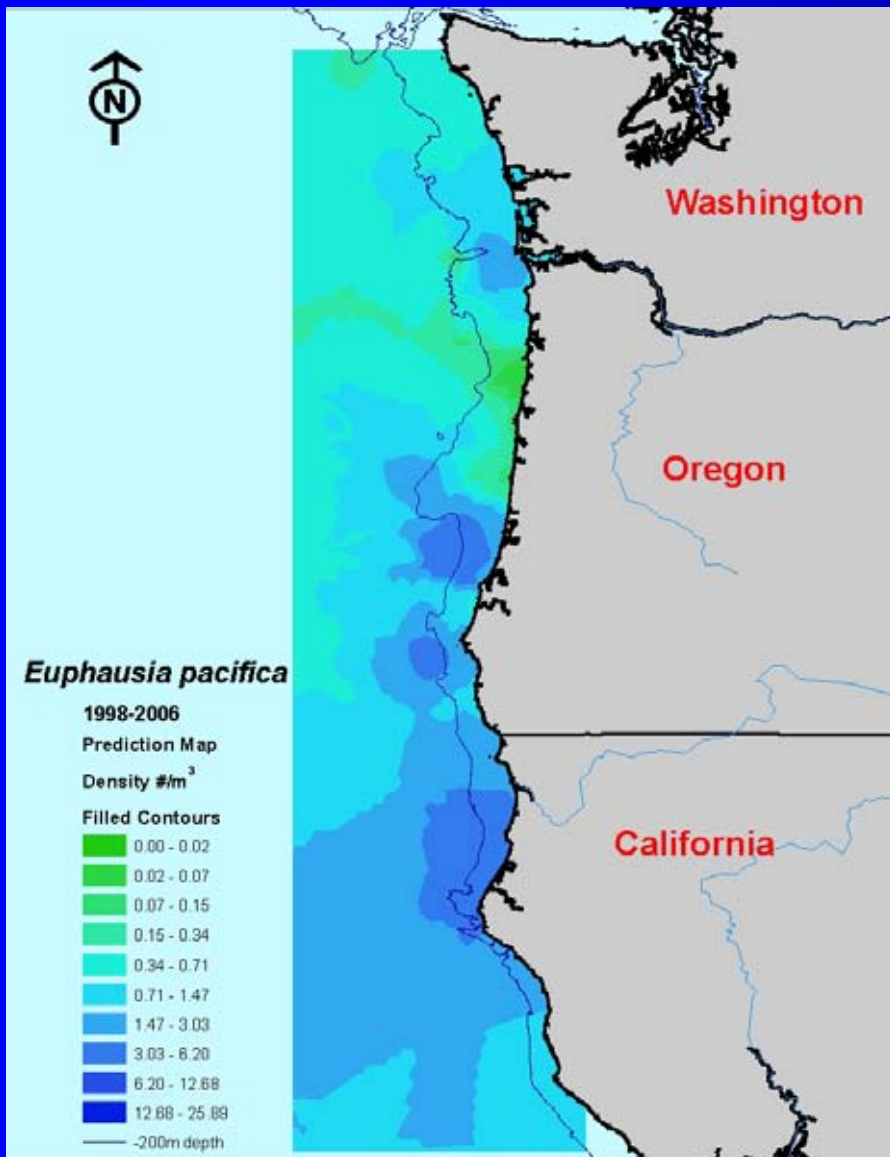 N
Washington
Oregon
California
Euphausia pacifica
1998-2006
Prediction Map
Density #/m³
Filled Contours
0.00 - 0.02
0.02 - 0.07
0.07 - 0.15
0.15 - 0.34
0.34 - 0.71
0.71 - 1.47
1.47 - 3.03
3.03 - 6.20
6.20 - 12.68
12.68 - 25.89
-200m depth